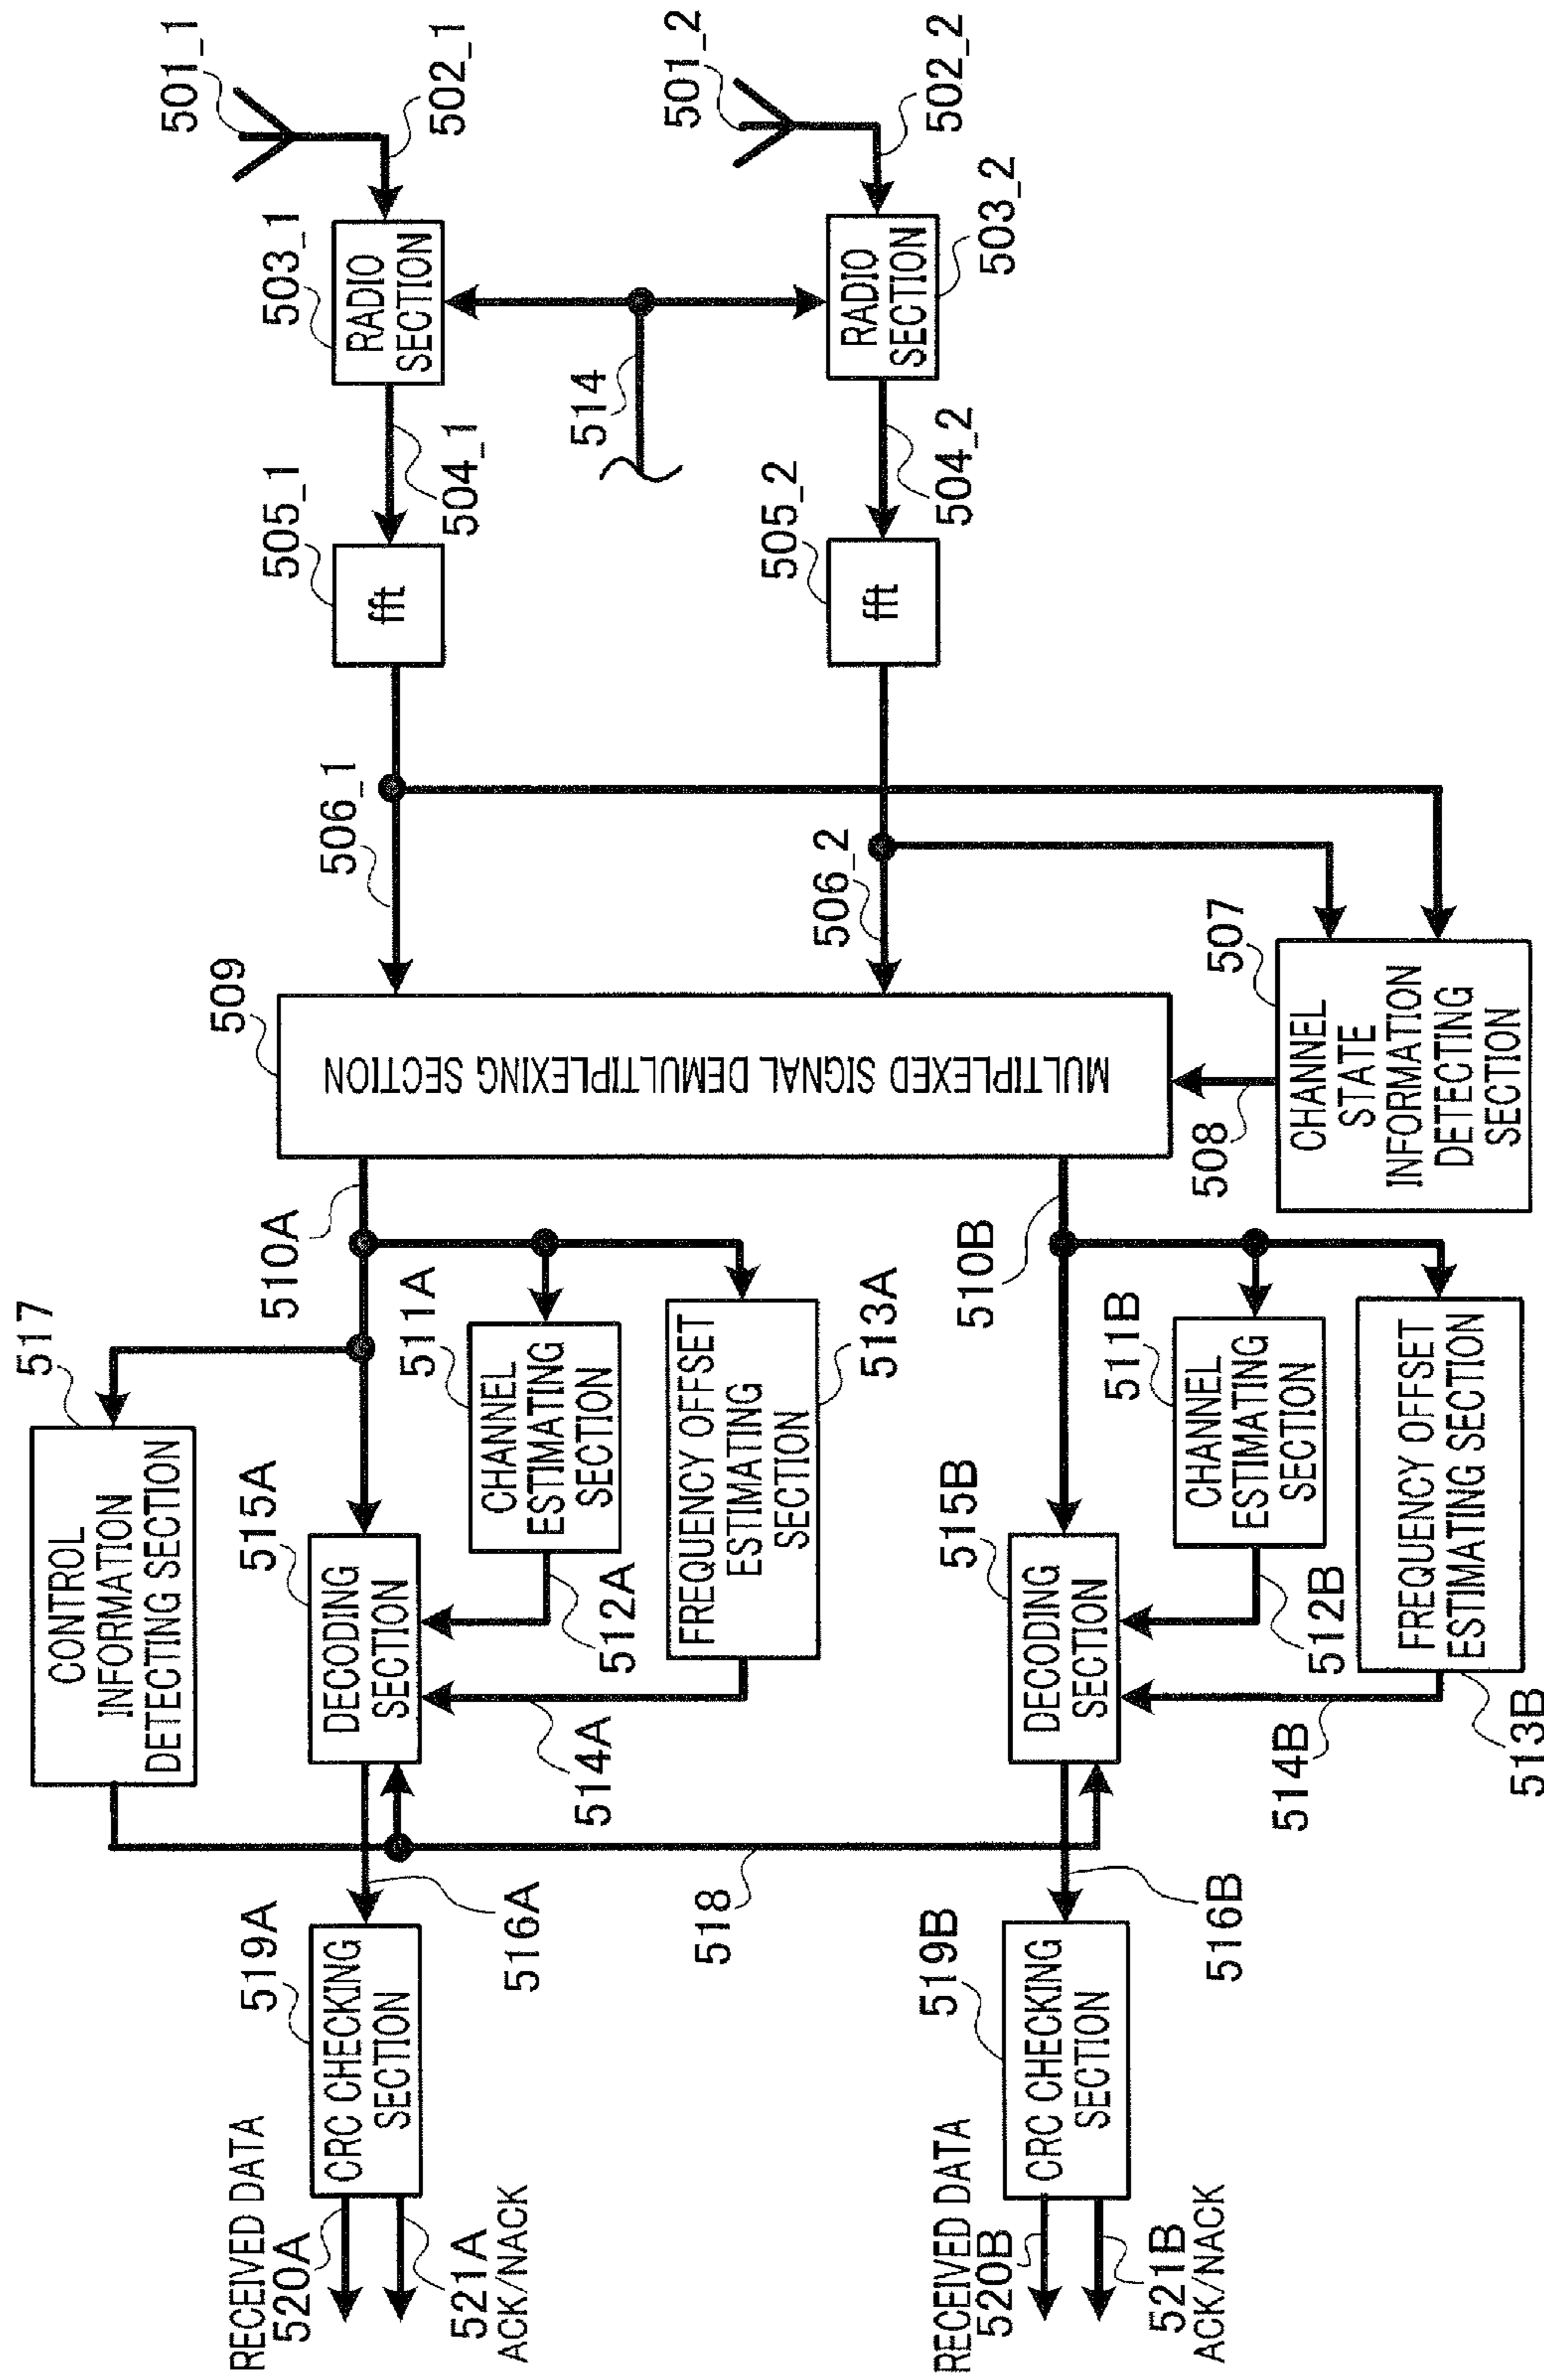 501_1
502_1
503_1
RADIO
SECTION
504_1
505_1
fft
506_1
501_2
502_2
503_2
RADIO
SECTION
504_2
505_2
fft
506_2
514
507
CHANNEL
STATE
INFORMATION
DETECTING
SECTION
508
509
MULTIPLEXED SIGNAL DEMULTIPLEXING SECTION
510A
511A
CHANNEL
ESTIMATING
SECTION
512A
513A
FREQUENCY OFFSET
ESTIMATING
SECTION
514A
515A
DECODING
SECTION
516A
517
CONTROL
INFORMATION
DETECTING SECTION
518
519A
CRC CHECKING
SECTION
RECEIVED DATA
520A
521A
ACK/NACK
510B
511B
CHANNEL
ESTIMATING
SECTION
512B
513B
FREQUENCY OFFSET
ESTIMATING SECTION
514B
515B
DECODING
SECTION
516B
519B
CRC CHECKING
SECTION
RECEIVED DATA
520B
521B
ACK/NACK